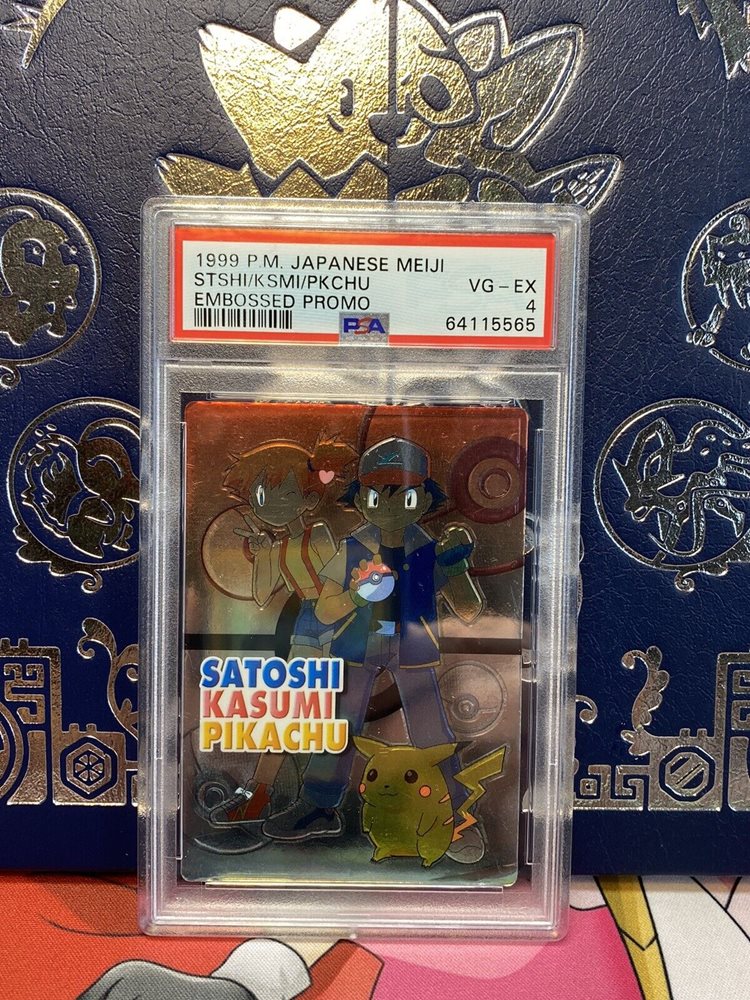 1999 P.M. JAPANESE MEIJI
STSHI/KSMI/PKCHU VG-EX
EMBOSSED PROMO 4
PSA 64115565
SATOSHI
KASUMI
PIKACHU